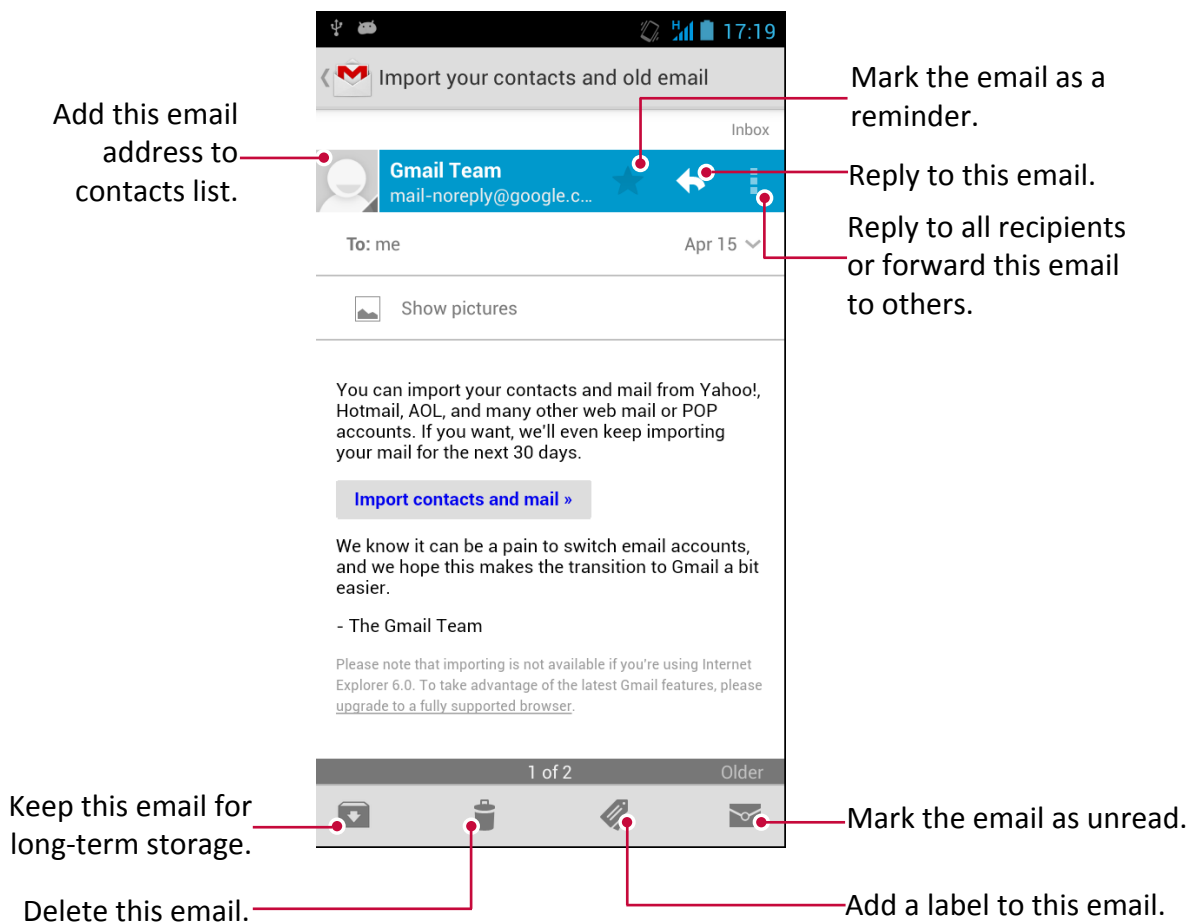 H 17:19
Import your contacts and old email
Mark the email as a
reminder.
Add this email
address to
contacts list.
Inbox
Gmail Team
mail-noreply@google.c...
Reply to this email.
Reply to all recipients
or forward this email
to others.
To: me Apr 15
Show pictures
You can import your contacts and mail from Yahoo!,
Hotmail, AOL, and many other web mail or POP
accounts. If you want, we'll even keep importing
your mail for the next 30 days.
Import contacts and mail »
We know it can be a pain to switch email accounts,
and we hope this makes the transition to Gmail a bit
easier.
- The Gmail Team
Please note that importing is not available if you're using Internet
Explorer 6.0. To take advantage of the latest Gmail features, please
upgrade to a fully supported browser.
1 of 2 Older
Keep this email for
long-term storage.
Mark the email as unread.
Delete this email.
Add a label to this email.